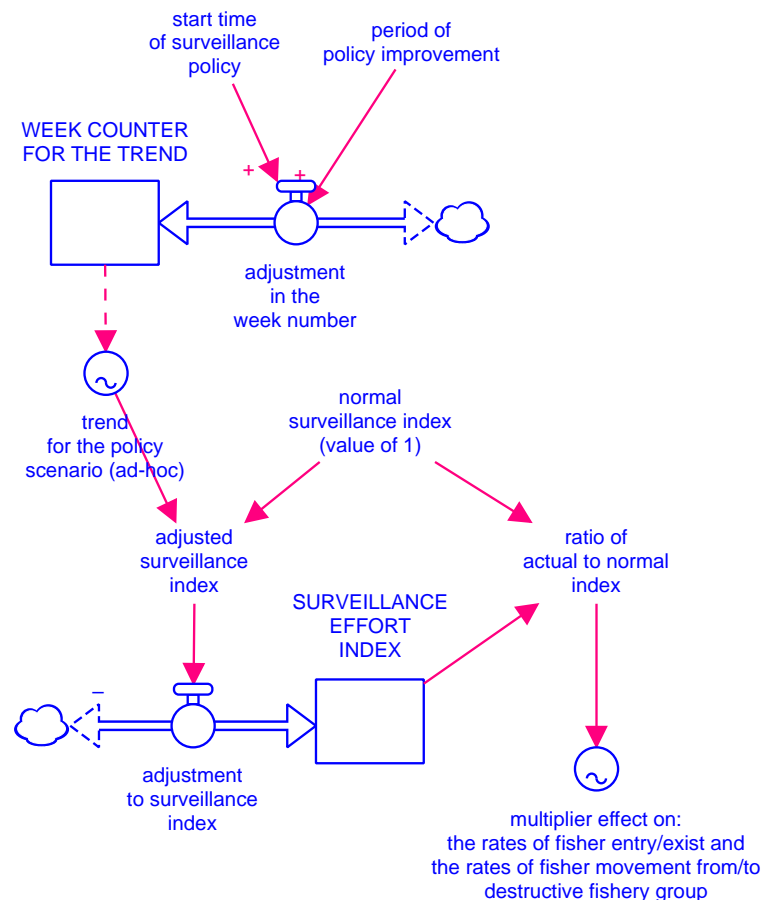 start time
of surveillance
policy
period of
policy improvement
WEEK COUNTER
FOR THE TREND
+
+
adjustment
in the
week number
trend
for the policy
scenario (ad-hoc)
normal
surveillance index
(value of 1)
adjusted
surveillance
index
ratio of
actual to normal
index
SURVEILLANCE
EFFORT
INDEX
–
adjustment
to surveillance
index
multiplier effect on:
the rates of fisher entry/exist and
the rates of fisher movement from/to
destructive fishery group